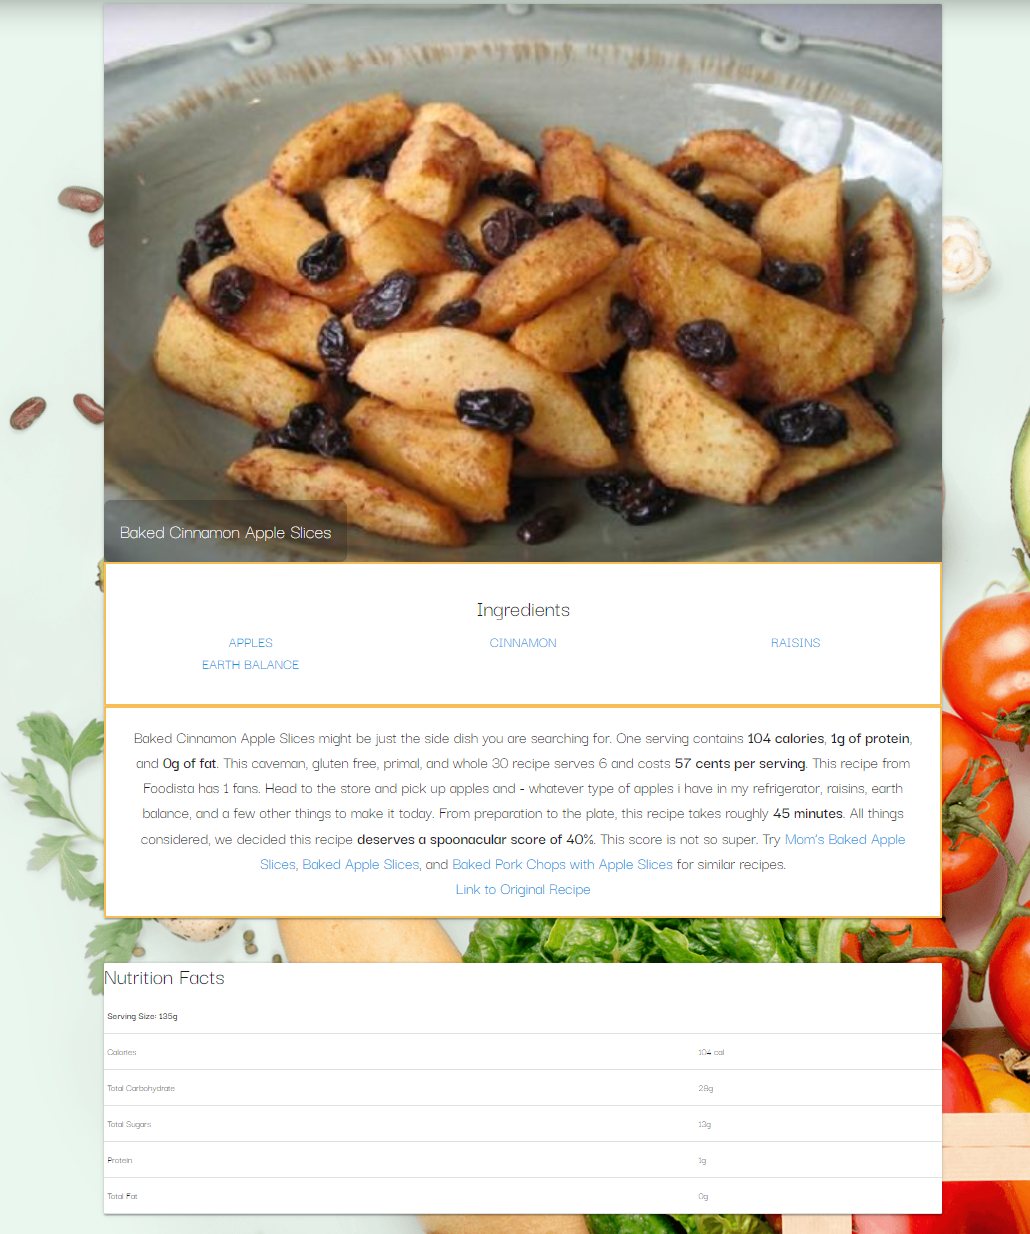 Baked Cinnamon Apple Slices
Ingredients
APPLES CINNAMON RAISINS
EARTH BALANCE
Baked Cinnamon Apple Slices might be just the side dish you are searching for. One serving contains 104 calories, 1g of protein,
and 0g of fat. This caveman, gluten free, primal, and whole 30 recipe serves 6 and costs 57 cents per serving. This recipe from
Foodista has 1 fans. Head to the store and pick up apples and - whatever type of apples i have in my refrigerator, raisins, earth
balance, and a few other things to make it today. From preparation to the plate, this recipe takes roughly 45 minutes. All things
considered, we decided this recipe deserves a spoonacular score of 40%. This score is not so super. Try Mom's Baked Apple
Slices, Baked Apple Slices, and Baked Pork Chops with Apple Slices for similar recipes.
Link to Original Recipe
Nutrition Facts
Serving Size: 135g
Calories 104 cal
Total Carbohydrate 28g
Total Sugars 13g
Protein 1g
Total Fat 0g